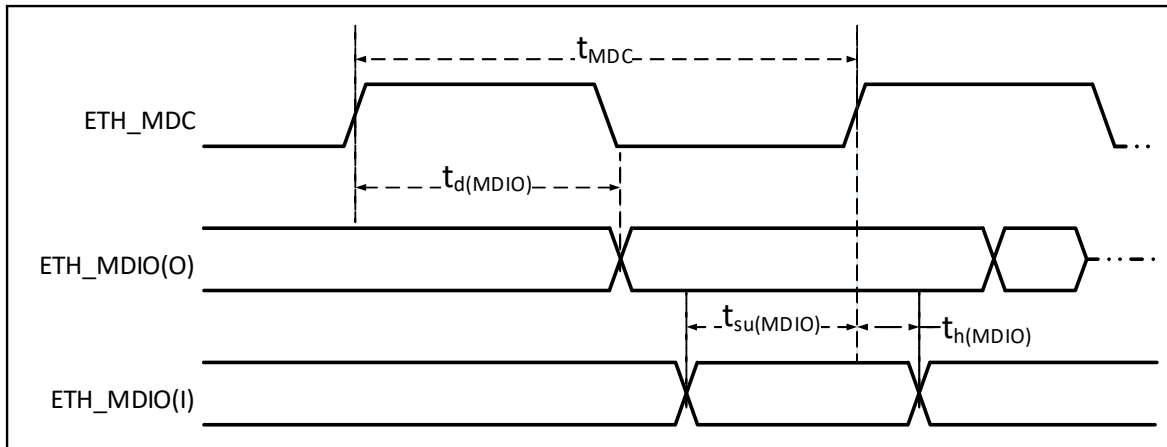 tMDC
ETH_MDC
td(MDIO)
ETH_MDIO(O)
tsu(MDIO)
th(MDIO)
ETH_MDIO(I)